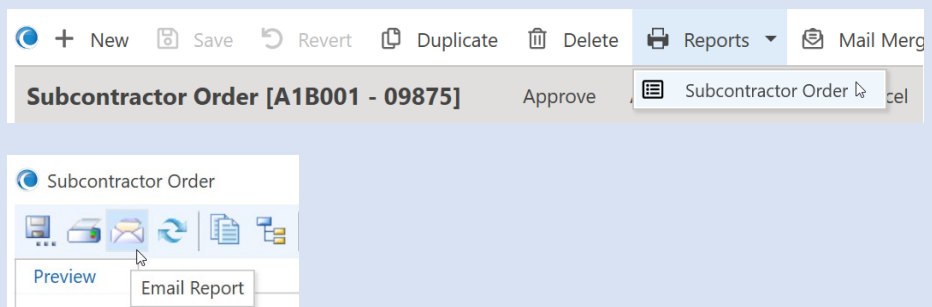 New Save Revert Duplicate Delete Reports Mail Merg
Subcontractor Order [A1B001 - 09875] Approve Subcontractor Order cel
Subcontractor Order
Preview
Email Report